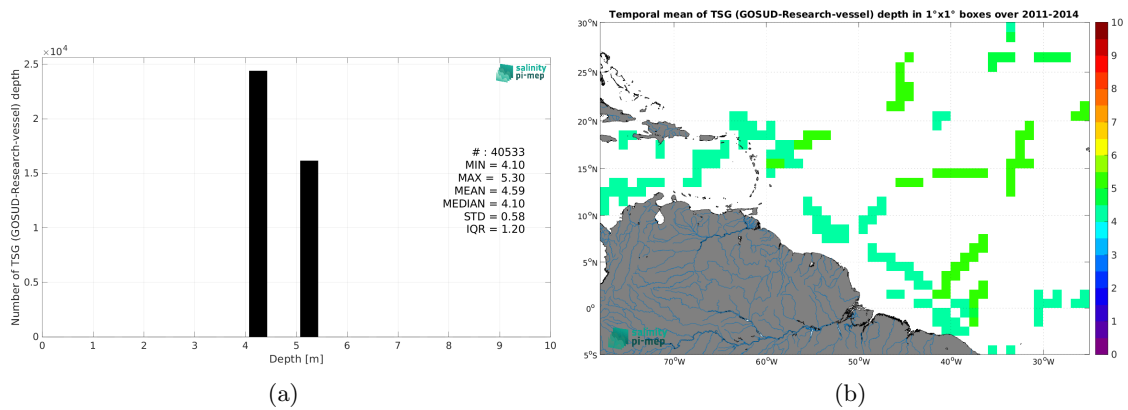 ×10⁴
2.5
2
1.5
1
0.5
0
Number of TSG (GOSUD-Research-vessel) depth
salinity
pi-mep
# : 40533
MIN = 4.10
MAX = 5.30
MEAN = 4.59
MEDIAN = 4.10
STD = 0.58
IQR = 1.20
0 1 2 3 4 5 6 7 8 9 10
Depth [m]
(a)
Temporal mean of TSG (GOSUD-Research-vessel) depth in 1°x1° boxes over 2011-2014
30°N
25°N
20°N
15°N
10°N
5°N
0°
5°S
salinity
pi-mep
70°W 60°W 50°W 40°W 30°W
10
9
8
7
6
5
4
3
2
1
0
(b)